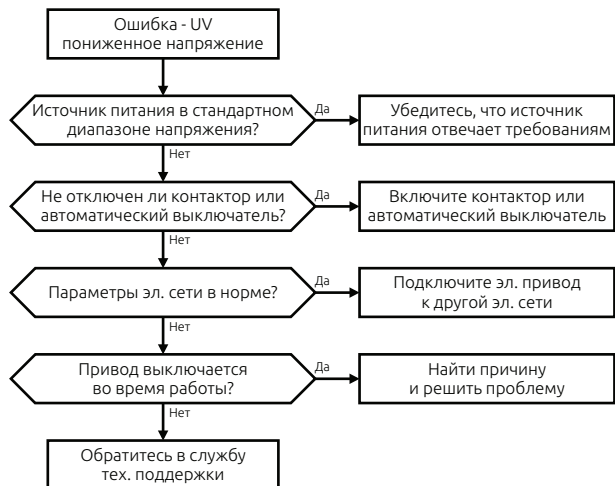 Ошибка - UV
пониженное напряжение
Источник питания в стандартном
диапазоне напряжения?
Да
Убедитесь, что источник
питания отвечает требованиям
Нет
Не отключен ли контактор или
автоматический выключатель?
Да
Включите контактор или
автоматический выключатель
Нет
Параметры эл. сети в норме?
Да
Подключите эл. привод
к другой эл. сети
Нет
Привод выключается
во время работы?
Да
Найти причину
и решить проблему
Нет
Обратитесь в службу
тех. поддержки